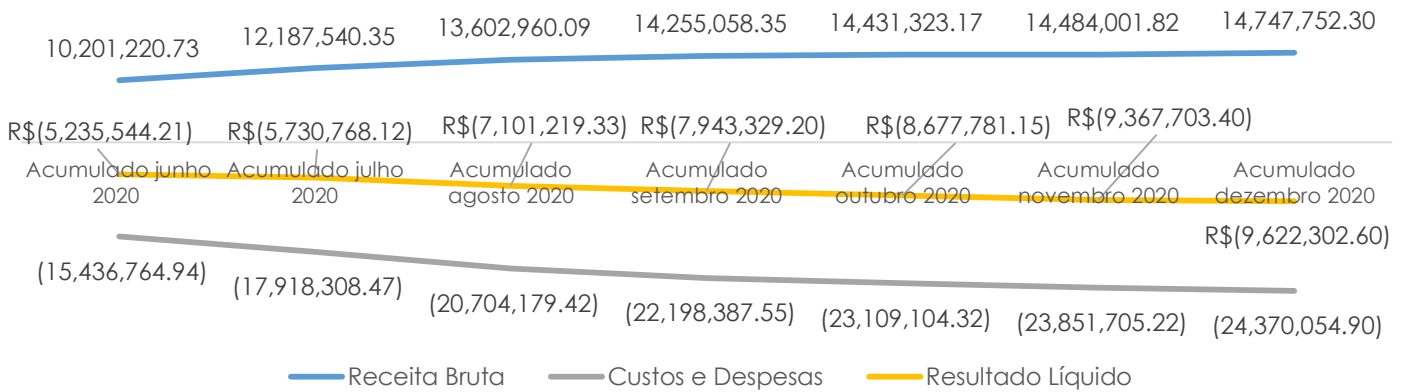 10,201,220.73
12,187,540.35
13,602,960.09
14,255,058.35
14,431,323.17
14,484,001.82
14,747,752.30
R$(5,235,544.21)
R$(5,730,768.12)
R$(7,101,219.33)
R$(7,943,329.20)
R$(8,677,781.15)
R$(9,367,703.40)
Acumulado junho
2020
Acumulado julho
2020
Acumulado
agosto 2020
Acumulado
setembro 2020
Acumulado
outubro 2020
Acumulado
novembro 2020
Acumulado
dezembro 2020
R$(9,622,302.60)
(15,436,764.94)
(17,918,308.47)
(20,704,179.42)
(22,198,387.55)
(23,109,104.32)
(23,851,705.22)
(24,370,054.90)
Receita Bruta
Custos e Despesas
Resultado Líquido